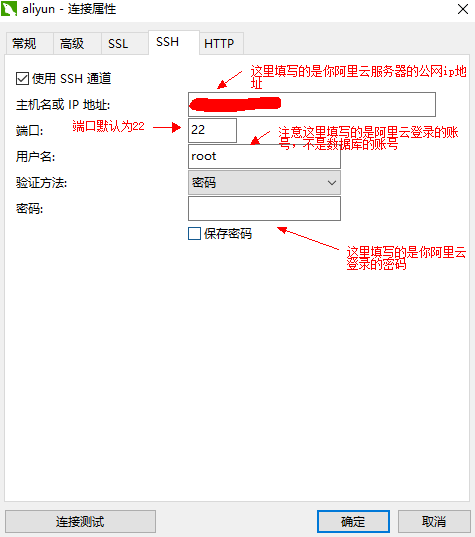 aliyun - 连接属性
常规 高级 SSL SSH HTTP
使用 SSH 通道
这里填写的是你阿里云服务器的公网ip地
址
主机名或 IP 地址:
端口: 端口默认为22 22
注意这里填写的是阿里云登录的账
号，不是数据库的账号
用户名: root
验证方法: 密码
密码:
保存密码
这里填写的是你阿里云
登录的密码
连接测试 确定 取消